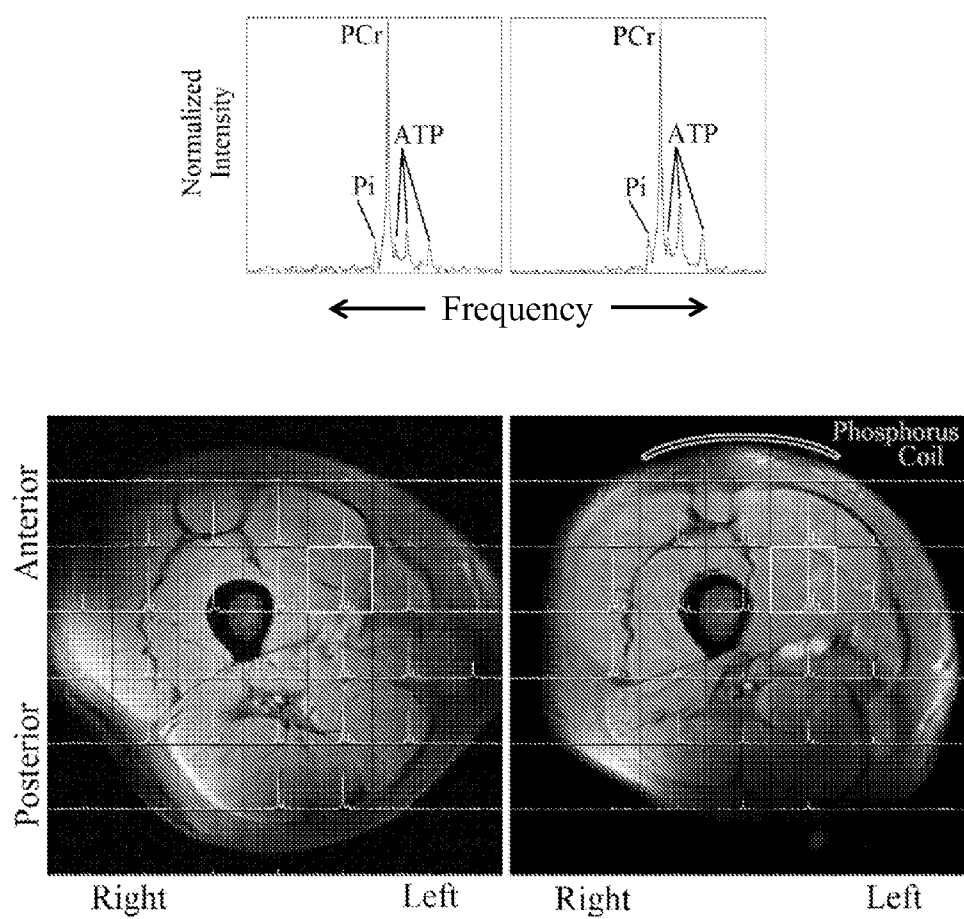 PCr
PCr
Normalized
Intensity
ATP
ATP
Pi
Pi
Frequency
Phosphorus
Coil
Anterior
Posterior
Right
Left
Right
Left